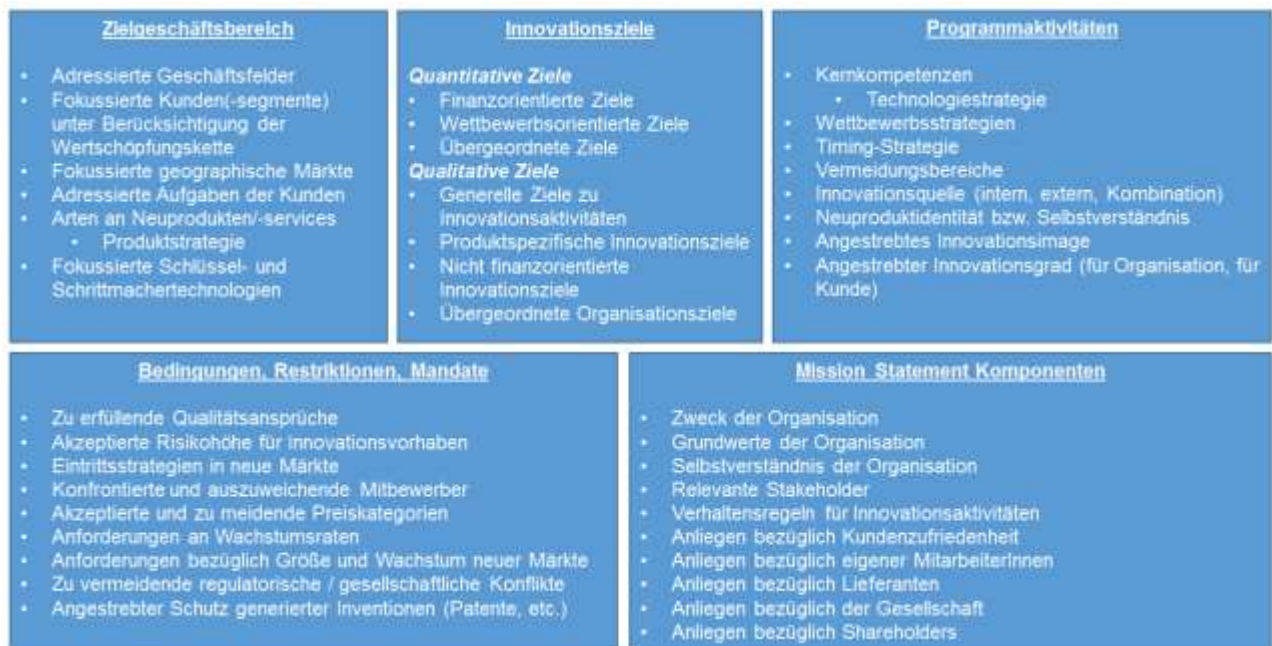 Zielgeschäftsbereich
• Adressierte Geschäftsfelder
• Fokussierte Kunden(-segmente)
unter Berücksichtigung der
Wertschöpfungskette
• Fokussierte geographische Märkte
• Adressierte Aufgaben der Kunden
• Arten an Neuprodukten/-services
• Produktstrategie
• Fokussierte Schlüssel- und
Schrittmachertechnologien
Innovationsziele
Quantitative Ziele
• Finanzorientierte Ziele
• Wettbewerbsorientierte Ziele
• Übergeordnete Ziele
Qualitative Ziele
• Generelle Ziele zu
Innovationsaktivitäten
• Produktspezifische Innovationsziele
• Nicht finanzorientierte
Innovationsziele
• Übergeordnete Organisationsziele
Programmaktivitäten
• Kernkompetenzen
• Technologiestrategie
• Wettbewerbsstrategien
• Timing-Strategie
• Vermeidungsbereiche
• Innovationsquelle (intern, extern, Kombination)
• Neuproduktidentität bzw. Selbstverständnis
• Angestrebtes Innovationsimage
• Angestrebter Innovationsgrad (für Organisation, für
Kunde)
Bedingungen, Restriktionen, Mandate
• Zu erfüllende Qualitätsansprüche
• Akzeptierte Risikohöhe für Innovationsvorhaben
• Eintrittsstrategien in neue Märkte
• Konfrontierte und auszuweichende Mitbewerber
• Akzeptierte und zu meidende Preiskategorien
• Anforderungen an Wachstumsraten
• Anforderungen bezüglich Größe und Wachstum neuer Märkte
• Zu vermeidende regulatorische / gesellschaftliche Konflikte
• Angestrebter Schutz generierter Inventionen (Patente, etc.)
Mission Statement Komponenten
• Zweck der Organisation
• Grundwerte der Organisation
• Selbstverständnis der Organisation
• Relevante Stakeholder
• Verhaltensregeln für Innovationsaktivitäten
• Anliegen bezüglich Kundenzufriedenheit
• Anliegen bezüglich eigener MitarbeiterInnen
• Anliegen bezüglich Lieferanten
• Anliegen bezüglich der Gesellschaft
• Anliegen bezüglich Shareholders